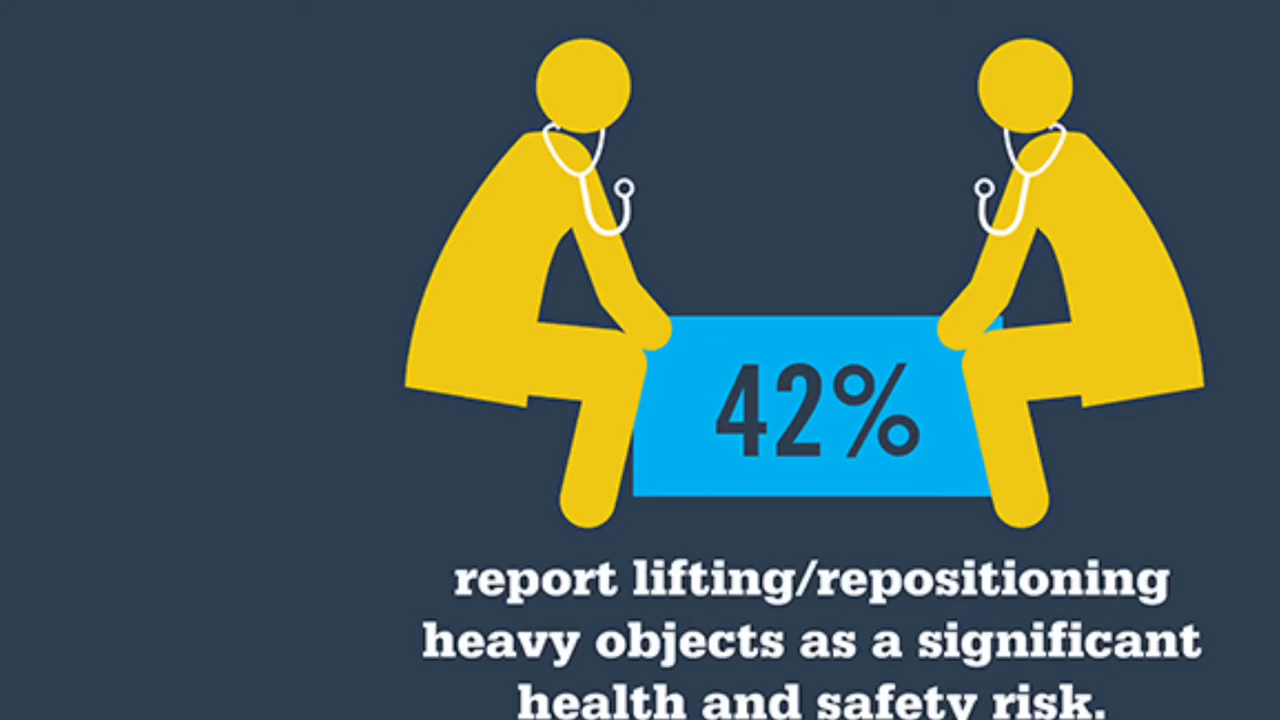 42%
report lifting/repositioning
heavy objects as a significant
health and safety risk.